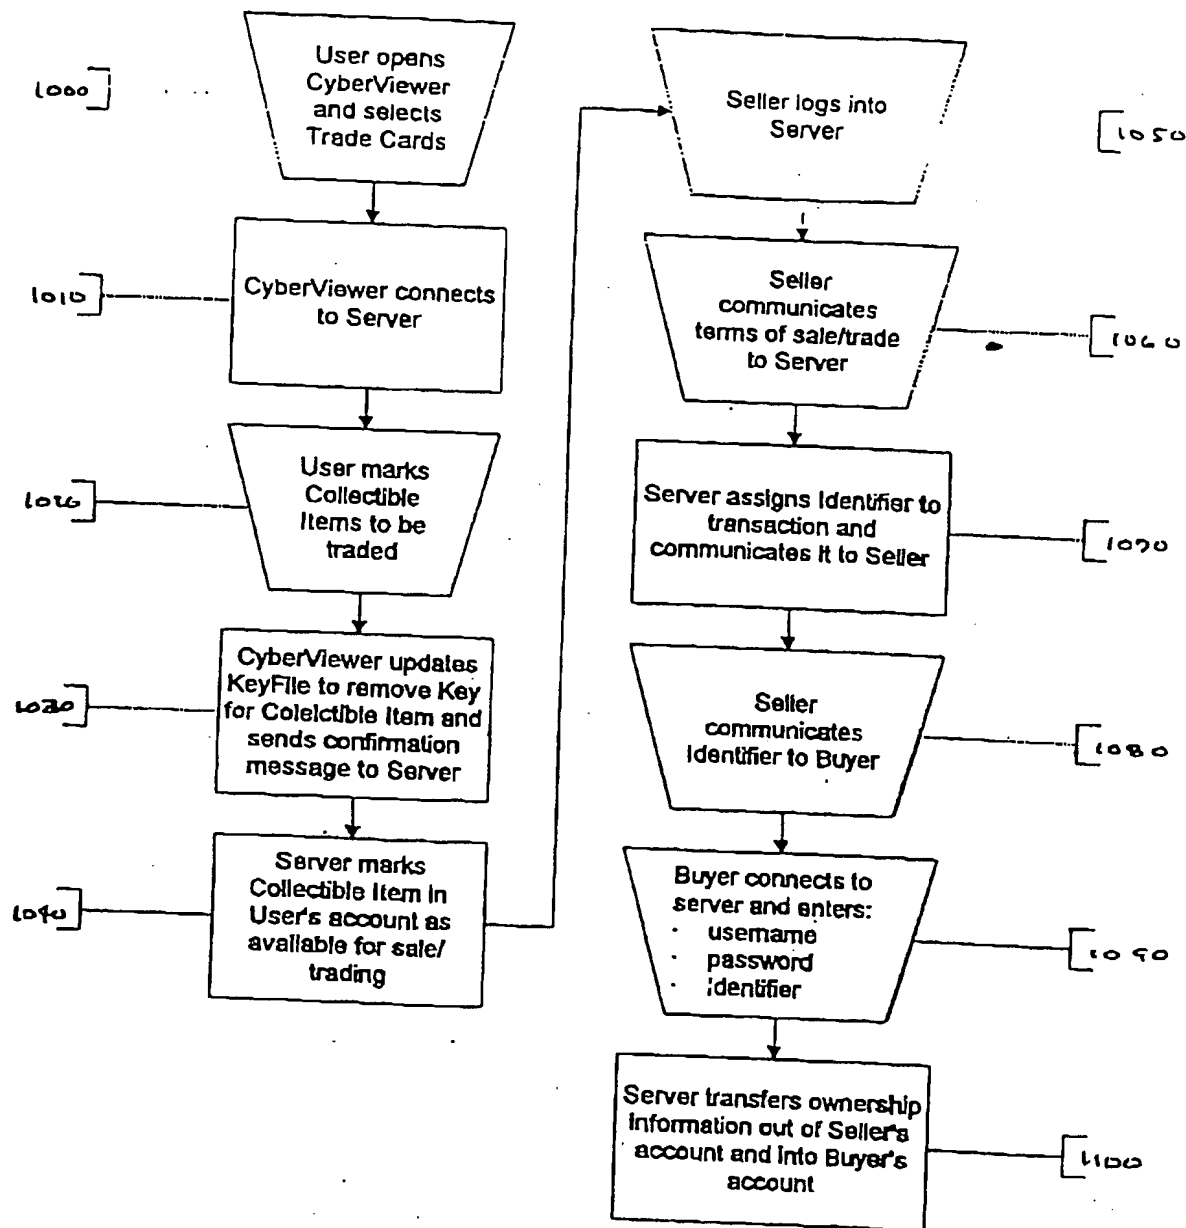 1000
User opens
CyberViewer
and selects
Trade Cards
1010
CyberViewer connects
to Server
1020
User marks
Collectible
Items to be
traded
1030
CyberViewer updates
KeyFile to remove Key
for Colelctible Item and
sends confirmation
message to Server
1040
Server marks
Collectible Item in
User's account as
available for sale/
trading
Seller logs into
Server
1050
Seller
communicates
terms of sale/trade
to Server
1060
Server assigns Identifier to
transaction and
communicates it to Seller
1070
Seller
communicates
Identifier to Buyer
1080
Buyer connects to
server and enters:
· username
· password
· identifier
1090
Server transfers ownership
information out of Seller's
account and into Buyer's
account
1100